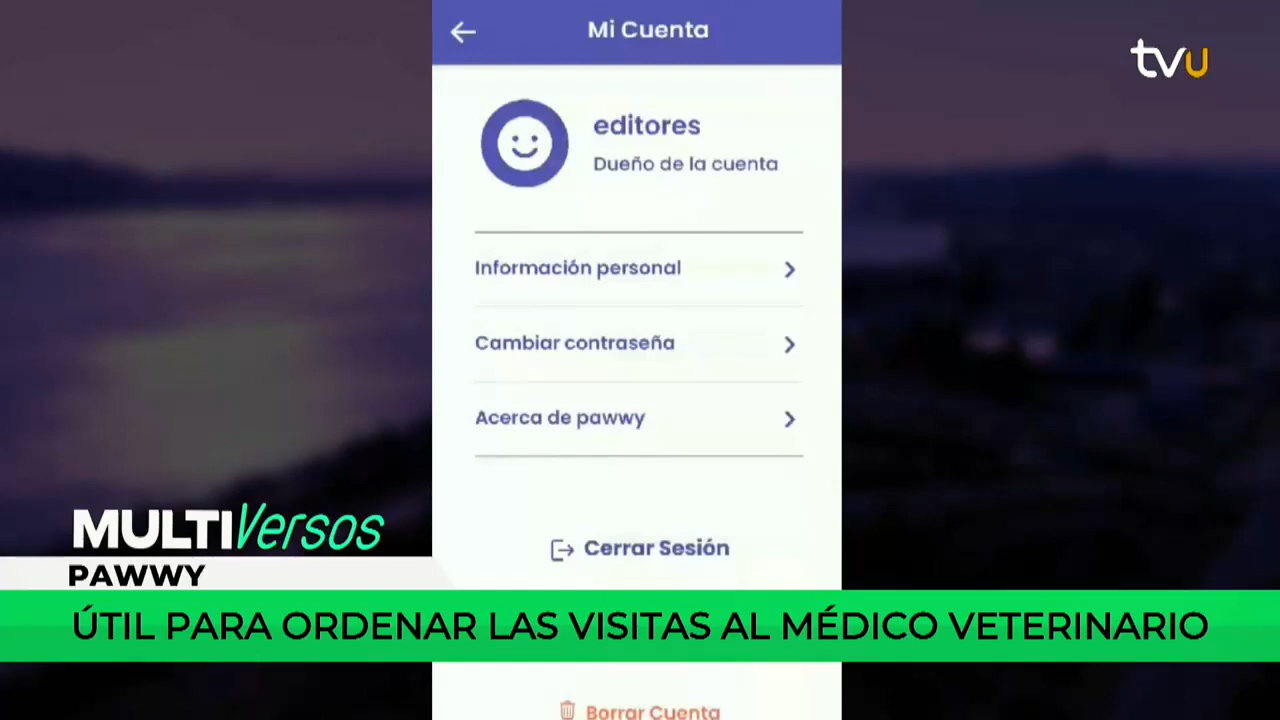 Mi Cuenta
tvu
editores
Dueño de la cuenta
Información personal
Cambiar contraseña
Acerca de pawwy
Cerrar Sesión
MULTIVersos
PAWWY
ÚTIL PARA ORDENAR LAS VISITAS AL MÉDICO VETERINARIO
Borrar Cuenta